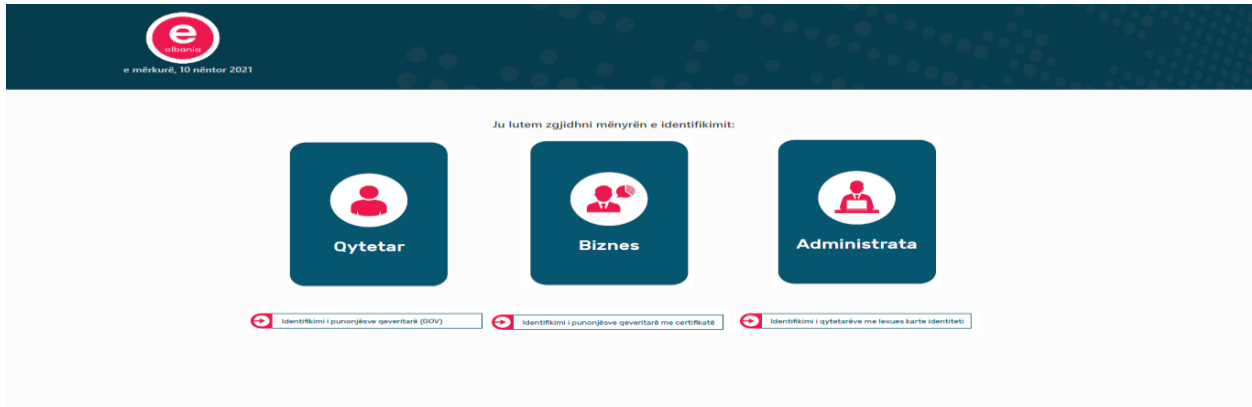 e
albania
e mërkurë, 10 nëntor 2021
Ju lutem zgjidhni mënyrën e identifikimit:
Qytetar
Biznes
Administrata
Identifikimi i punonjësve qeveritarë (GOV)
Identifikimi i punonjësve qeveritarë me certifikatë
Identifikimi i qytetarëve me lexues karte identiteti